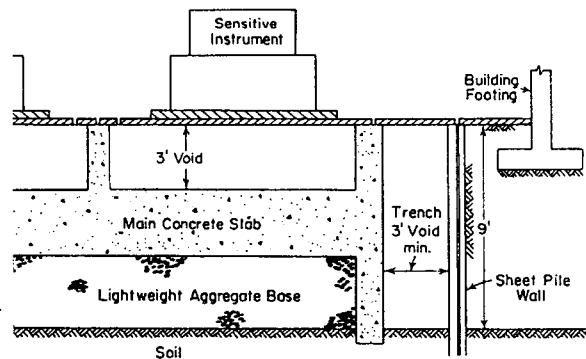 Sensitive
Instrument
Building
Footing
3' Void
Main Concrete Slab
Trench
3' Void
min.
9'
Lightweight Aggregate Base
Sheet Pile
Wall
Soil